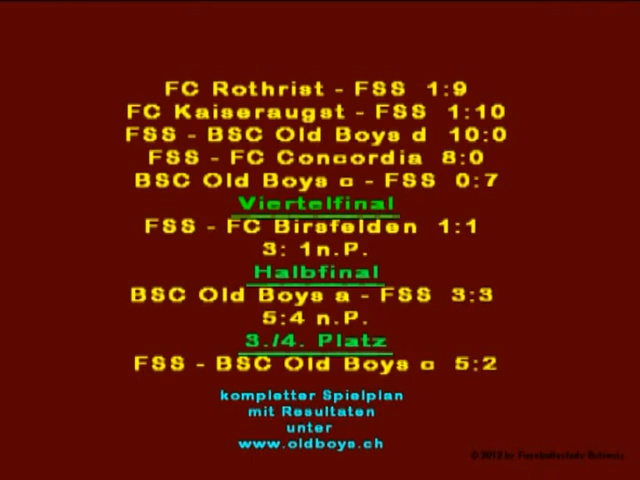 FC Rothrist - FSS 1:9
FC Kaiseraugst - FSS 1:10
FSS - BSC Old Boys d 10:0
FSS - FC Concordia 8:0
BSC Old Boys c - FSS 0:7
Viertelfinal
FSS - FC Birsfelden 1:1
3: 1n.P.
Halbfinal
BSC Old Boys a - FSS 3:3
5:4 n.P.
3./4. Platz
FSS - BSC Old Boys c 5:2
kompletter Spielplan
mit Resultaten
unter
www.oldboys.ch
by